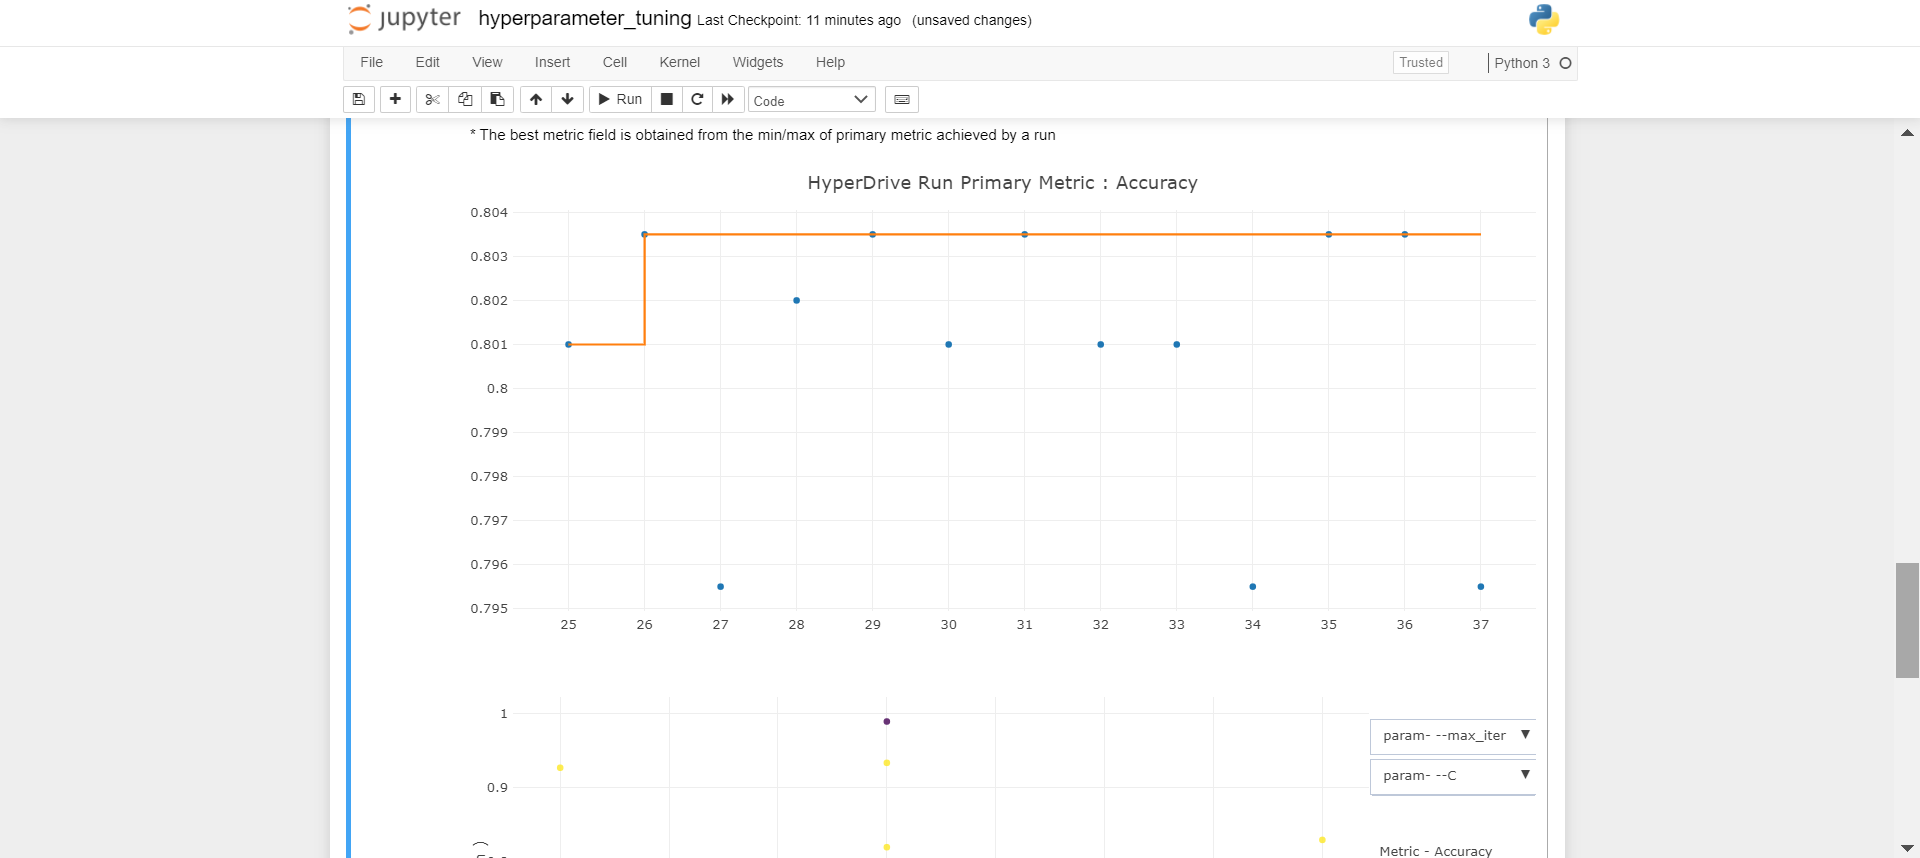 jupyter hyperparameter_tuning Last Checkpoint: 11 minutes ago (unsaved changes)
File Edit View Insert Cell Kernel Widgets Help Trusted Python 3
Run Code
* The best metric field is obtained from the min/max of primary metric achieved by a run
HyperDrive Run Primary Metric : Accuracy
0.804
0.803
0.802
0.801
0.8
0.799
0.798
0.797
0.796
0.795
25 26 27 28 29 30 31 32 33 34 35 36 37
1
param- --max_iter
param- --C
0.9
Metric - Accuracy